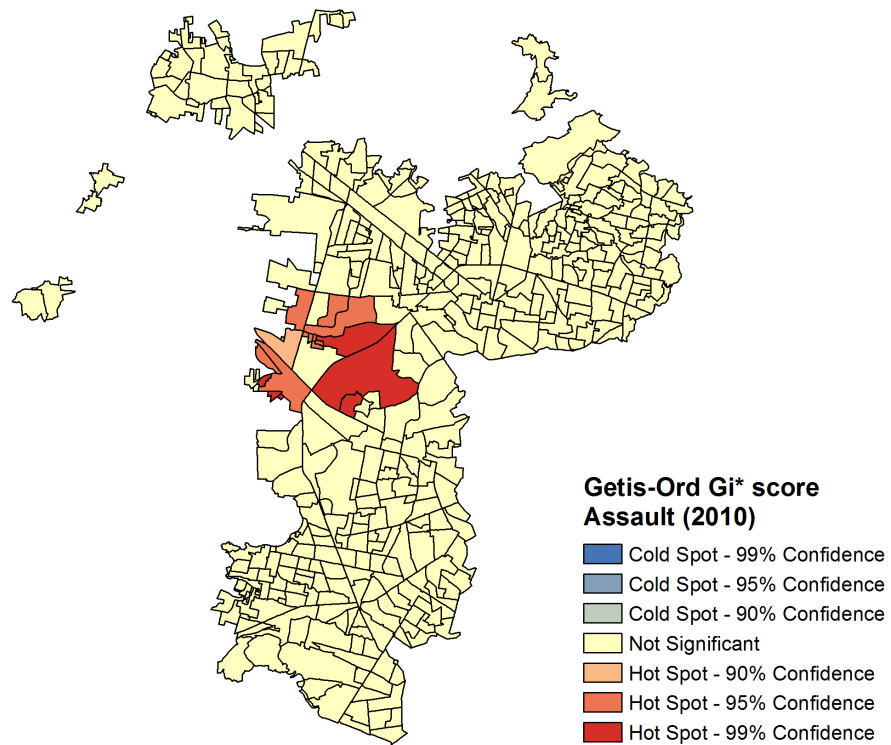 Getis-Ord Gi* score
Assault (2010)
Cold Spot - 99% Confidence
Cold Spot - 95% Confidence
Cold Spot - 90% Confidence
Not Significant
Hot Spot - 90% Confidence
Hot Spot - 95% Confidence
Hot Spot - 99% Confidence